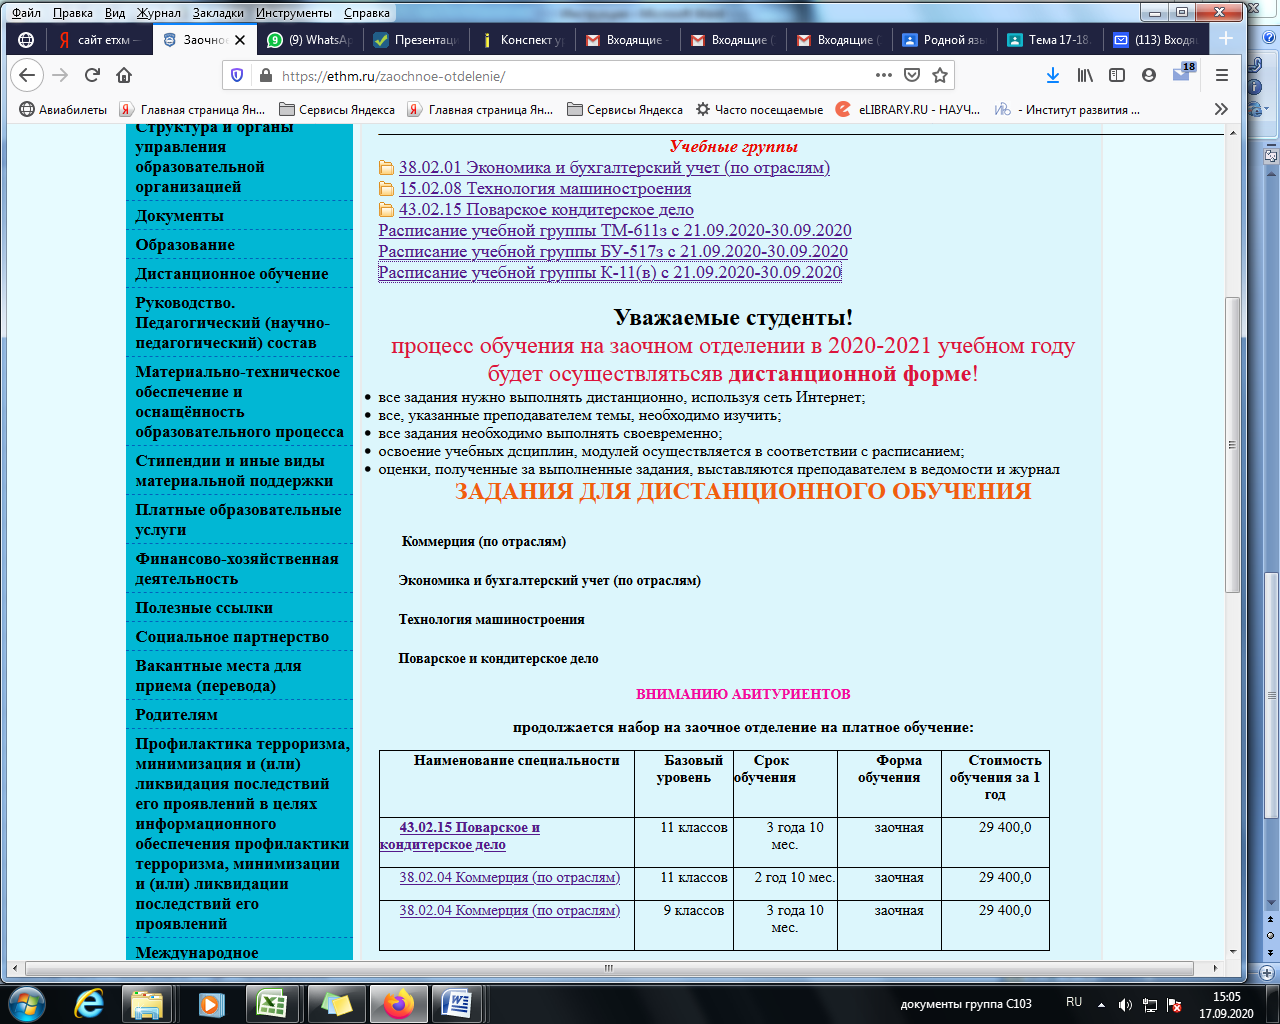 Файл Правка Вид Журнал Закладки Инструменты Справка
сайт етхм —
Заочное
(9) WhatsAp
Презентаци
Конспект ур
Входящие -
Входящие (
Входящие (
Родной язы
Тема 17-18.
(113) Входя
https://ethm.ru/zaochnoe-otdelenie/
18
Авиабилеты Главная страница Ян... Сервисы Яндекса Главная страница Ян... Сервисы Яндекса Часто посещаемые eLIBRARY.RU - НАУЧ... - Институт развития ...
Структура и органы
управления
образовательной
организацией
Документы
Образование
Дистанционное обучение
Руководство.
Педагогический (научно-
педагогический) состав
Материально-техническое
обеспечение и
оснащённость
образовательного процесса
Стипендии и иные виды
материальной поддержки
Платные образовательные
услуги
Финансово-хозяйственная
деятельность
Полезные ссылки
Социальное партнерство
Вакантные места для
приема (перевода)
Родителям
Профилактика терроризма,
минимизация и (или)
ликвидация последствий
его проявлений в целях
информационного
обеспечения профилактики
терроризма, минимизации
и (или) ликвидации
последствий его
проявлений
Международное
Учебные группы
38.02.01 Экономика и бухгалтерский учет (по отраслям)
15.02.08 Технология машиностроения
43.02.15 Поварское кондитерское дело
Расписание учебной группы ТМ-611з с 21.09.2020-30.09.2020
Расписание учебной группы БУ-517з с 21.09.2020-30.09.2020
Расписание учебной группы К-11(в) с 21.09.2020-30.09.2020
Уважаемые студенты!
процесс обучения на заочном отделении в 2020-2021 учебном году
будет осуществлятьсяв дистанционной форме!
• все задания нужно выполнять дистанционно, используя сеть Интернет;
• все, указанные преподавателем темы, необходимо изучить;
• все задания необходимо выполнять своевременно;
• освоение учебных дсциплин, модулей осуществляется в соответствии с расписанием;
• оценки, полученные за выполненные задания, выставляются преподавателем в ведомости и журнал
ЗАДАНИЯ ДЛЯ ДИСТАНЦИОННОГО ОБУЧЕНИЯ
Коммерция (по отраслям)
Экономика и бухгалтерский учет (по отраслям)
Технология машиностроения
Поварское и кондитерское дело
ВНИМАНИЮ АБИТУРИЕНТОВ
продолжается набор на заочное отделение на платное обучение:
Наименование специальности Базовый уровень Срок обучения Форма обучения Стоимость обучения за 1 год
43.02.15 Поварское и кондитерское дело 11 классов 3 года 10 мес. заочная 29 400,0
38.02.04 Коммерция (по отраслям) 11 классов 2 год 10 мес. заочная 29 400,0
38.02.04 Коммерция (по отраслям) 9 классов 3 года 10 мес. заочная 29 400,0
документы группа С103 RU 15:05
17.09.2020